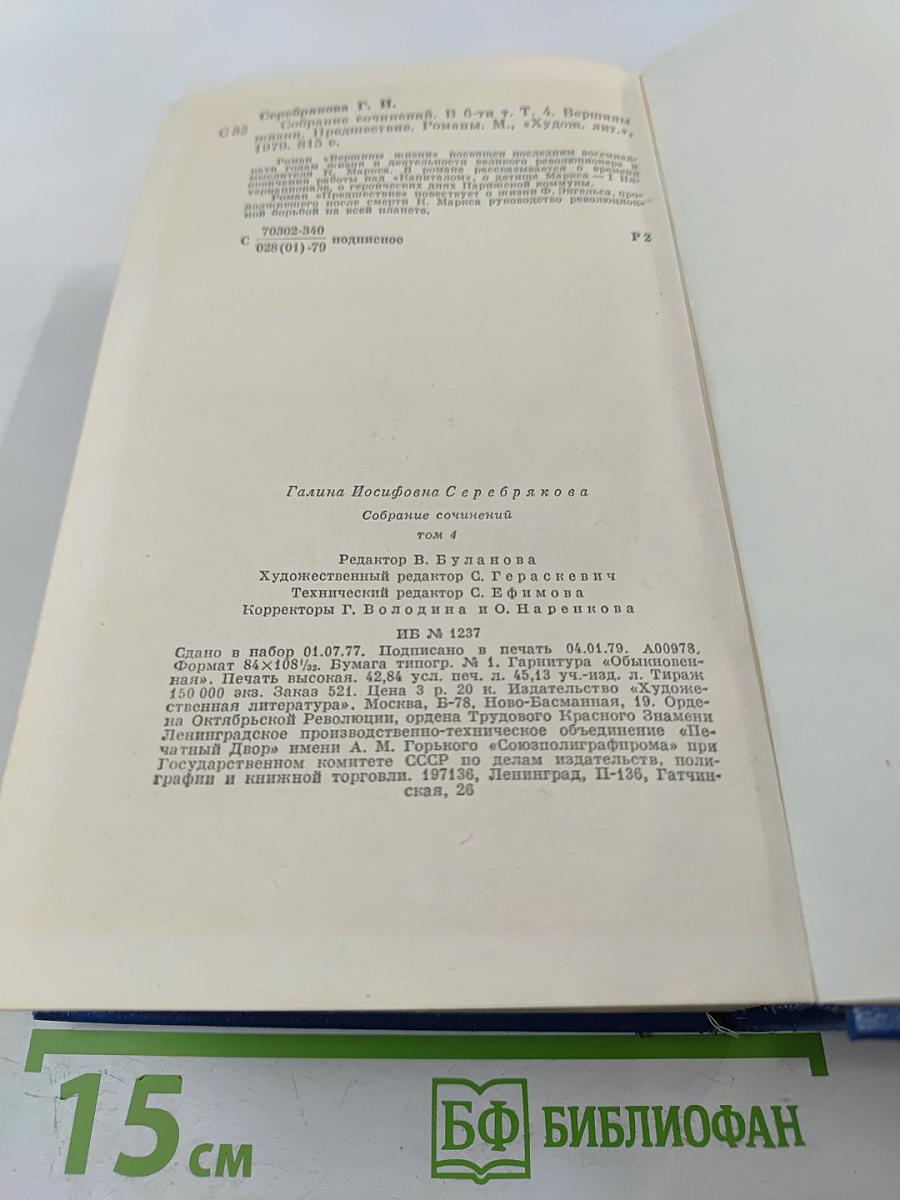 Серебрякова Г. И.
С 32 Собрание сочинений. В 6-ти т. Т. 4. Вершины
жизни. Предшествие. Романы. М., «Худож. лит.»,
1979. 815 с.
Роман «Вершины жизни» посвящен последним восемнад-
цати годам жизни и деятельности великого революционера и
мыслителя К. Маркса. В романе рассказывается о времени
окончания работы над «Капиталом», о детище Маркса — I Ин-
тернационале, о героических днях Парижской коммуны.
Роман «Предшествие» повествует о жизни Ф. Энгельса, про-
должившего после смерти К. Маркса руководство революцион-
ной борьбой на всей планете.
С 70302-340
028(01)-79 подписное Р 2
Галина Иосифовна Серебрякова
Собрание сочинений
том 4
Редактор В. Буланова
Художественный редактор С. Гераскевич
Технический редактор С. Ефимова
Корректоры Г. Володина и О. Наренкова
ИБ № 1237
Сдано в набор 01.07.77. Подписано в печать 04.01.79. А00978.
Формат 84×108 1/32. Бумага типогр. № 1. Гарнитура «Обыкновен-
ная». Печать высокая. 42,84 усл. печ. л. 45,13 уч.-изд. л. Тираж
150 000 экз. Заказ 521. Цена 3 р. 20 к. Издательство «Художе-
ственная литература». Москва, Б-78, Ново-Басманная, 19. Орде-
на Октябрьской Революции, ордена Трудового Красного Знамени
Ленинградское производственно-техническое объединение «Пе-
чатный Двор» имени А. М. Горького «Союзполиграфпрома» при
Государственном комитете СССР по делам издательств, поли-
графии и книжной торговли. 197136, Ленинград, П-136, Гатчин-
ская, 26
15 см
БФ БИБЛИОФАН